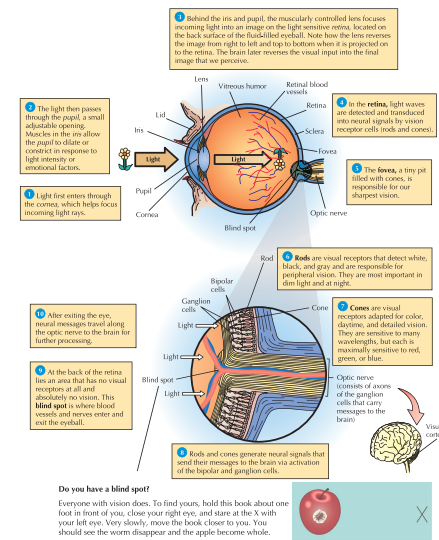 3 Behind the iris and pupil, the muscularly controlled lens focuses
incoming light into an image on the light sensitive retina, located on
the back surface of the fluid-filled eyeball. Note how the lens reverses
the image from right to left and top to bottom when it is projected on
to the retina. The brain later reverses the visual input into the final
image that we perceive.
Lens
Vitreous humor
Retinal blood
vessels
Retina
2 The light then passes
through the pupil, a small
adjustable opening.
Muscles in the iris allow
the pupil to dilate or
constrict in response to
light intensity or
emotional factors.
4 In the retina, light waves
are detected and transduced
into neural signals by vision
receptor cells (rods and cones).
Lid
Iris
Sclera
Fovea
Light
Light
5 The fovea, a tiny pit
filled with cones, is
responsible for our
sharpest vision.
1 Light first enters through
the cornea, which helps focus
incoming light rays.
Pupil
Cornea
Optic nerve
Blind spot
Rod
6 Rods are visual receptors that detect white,
black, and gray and are responsible for
peripheral vision. They are most important in
dim light and at night.
Bipolar
cells
Ganglion
cells
Cone
7 Cones are visual
receptors adapted for color,
daytime, and detailed vision.
They are sensitive to many
wavelengths, but each is
maximally sensitive to red,
green, or blue.
10 After exiting the eye,
neural messages travel along
the optic nerve to the brain for
further processing.
Light
Light
9 At the back of the retina
lies an area that has no visual
receptors at all and
absolutely no vision. This
blind spot is where blood
vessels and nerves enter and
exit the eyeball.
Blind spot
Light
Optic nerve
(consists of axons
of the ganglion
cells that carry
messages to the
brain)
Visu
corte
8 Rods and cones generate neural signals that
send their messages to the brain via activation
of the bipolar and ganglion cells.
Do you have a blind spot?
Everyone with vision does. To find yours, hold this book about one
foot in front of you, close your right eye, and stare at the X with
your left eye. Very slowly, move the book closer to you. You
should see the worm disappear and the apple become whole.
X